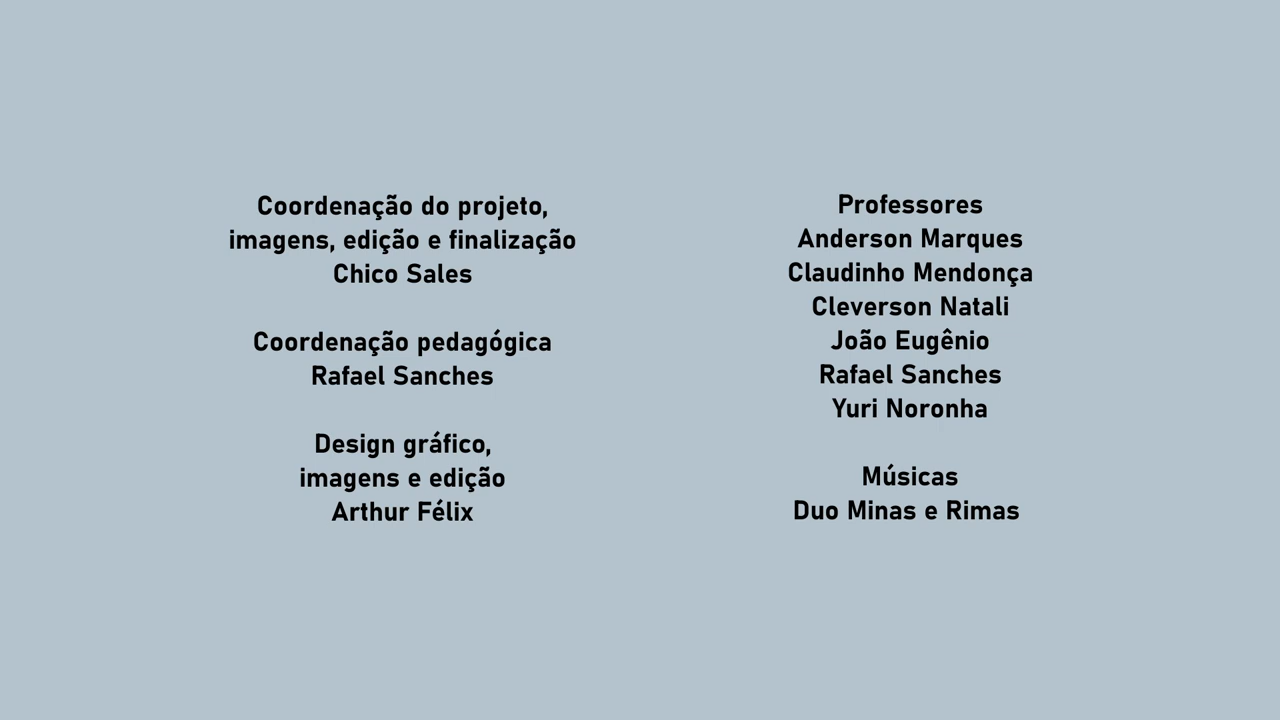 Coordenação do projeto,
imagens, edição e finalização
Chico Sales
Coordenação pedagógica
Rafael Sanches
Design gráfico,
imagens e edição
Arthur Félix
Professores
Anderson Marques
Claudinho Mendonça
Cleverson Natali
João Eugênio
Rafael Sanches
Yuri Noronha
Músicas
Duo Minas e Rimas